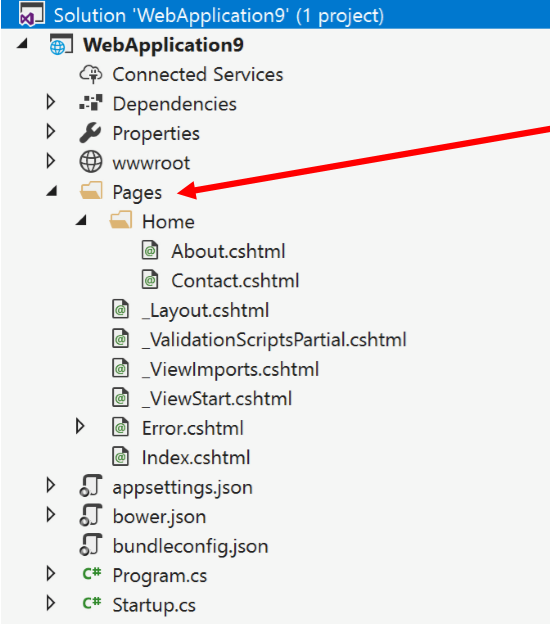 Solution 'WebApplication9' (1 project)
WebApplication9
Connected Services
Dependencies
Properties
wwwroot
Pages
Home
About.cshtml
Contact.cshtml
_Layout.cshtml
_ValidationScriptsPartial.cshtml
_ViewImports.cshtml
_ViewStart.cshtml
Error.cshtml
Index.cshtml
appsettings.json
bower.json
bundleconfig.json
C# Program.cs
C# Startup.cs